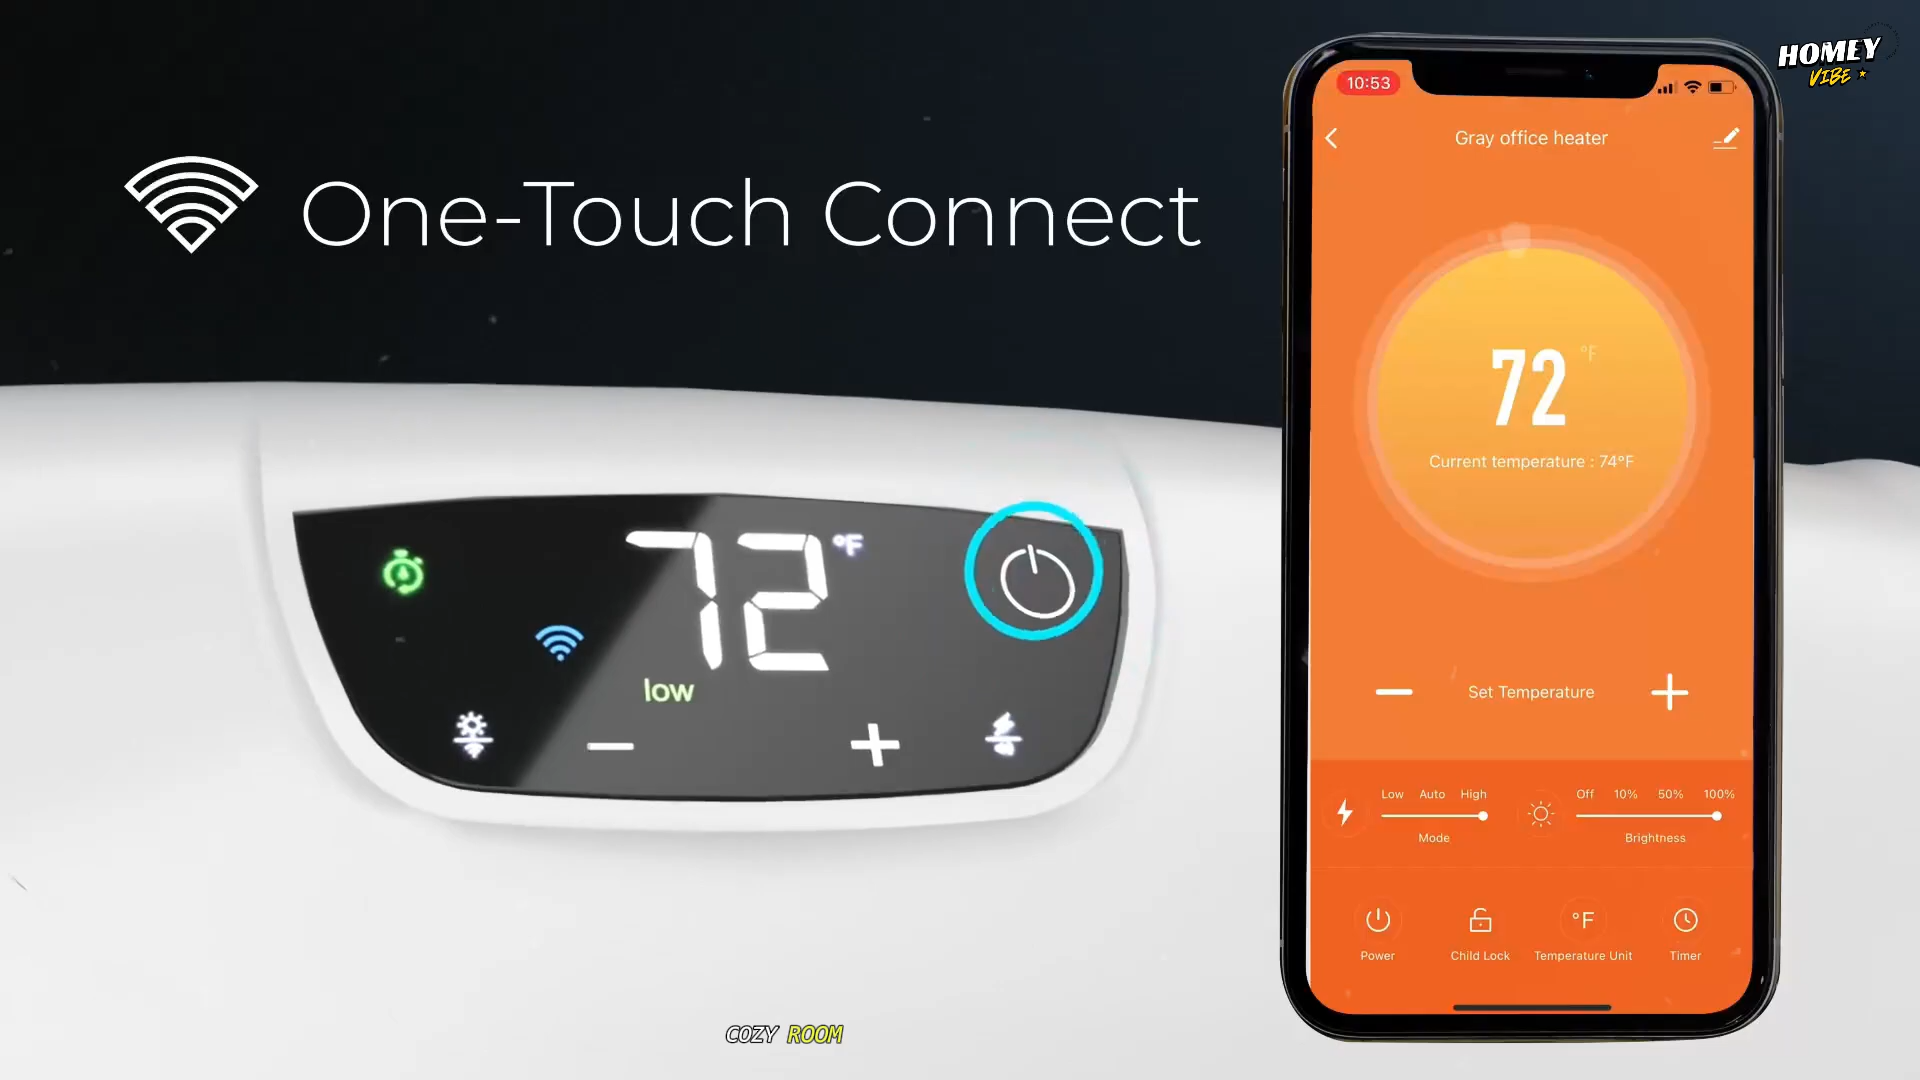 HOMEY
VIBE
One-Touch Connect
10:53
Gray office heater
72 °F
Current temperature : 74°F
Set Temperature
Low Auto High
Mode
Off 10% 50% 100%
Brightness
Power
Child Lock
°F
Temperature Unit
Timer
72 °F
low
COZY ROOM